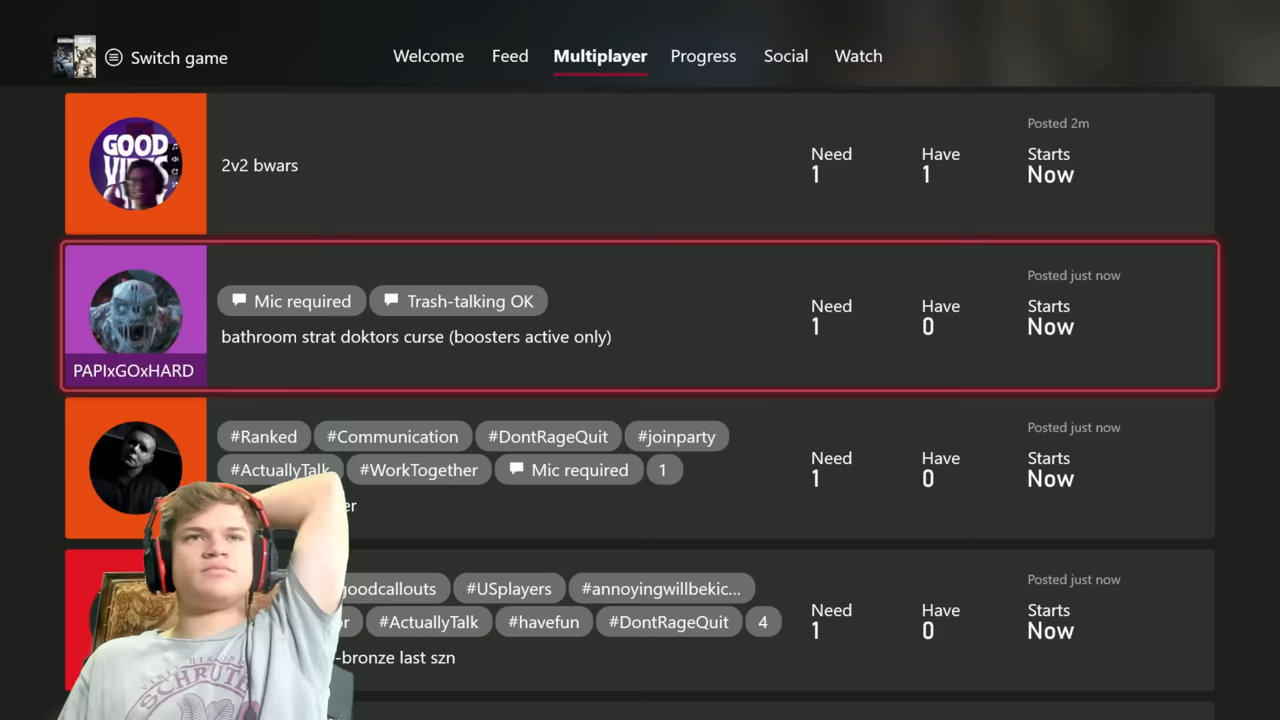 Switch game
Welcome Feed Multiplayer Progress Social Watch
Posted 2m
GOOD
2v2 bwars
Need Have Starts
1 1 Now
Posted just now
Mic required Trash-talking OK
Need Have Starts
bathroom strat doktors curse (boosters active only)
1 0 Now
PAPIxGOxHARD
Posted just now
#Ranked #Communication #DontRageQuit #joinparty
Need Have Starts
#ActuallyTalk #WorkTogether Mic required 1
1 0 Now
er
Posted just now
goodcallouts #USplayers #annoyingwillbekic...
Need Have Starts
r #ActuallyTalk #havefun #DontRageQuit 4
1 0 Now
-bronze last szn
SCHRUTE